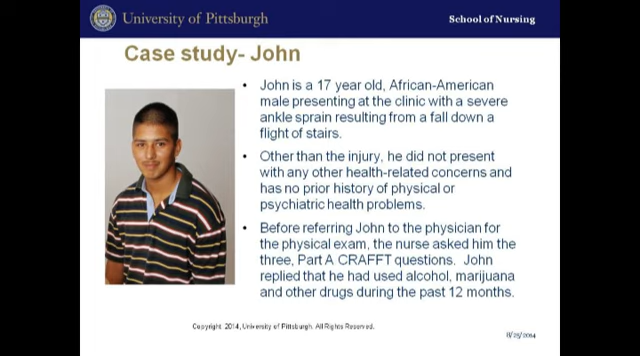 University of Pittsburgh
School of Nursing
Case study- John
• John is a 17 year old, African-American
male presenting at the clinic with a severe
ankle sprain resulting from a fall down a
flight of stairs.
• Other than the injury, he did not present
with any other health-related concerns and
has no prior history of physical or
psychiatric health problems.
• Before referring John to the physician for
the physical exam, the nurse asked him the
three, Part A CRAFFT questions. John
replied that he had used alcohol, marijuana
and other drugs during the past 12 months.
Copyright 2014, University of Pittsburgh. All Rights Reserved.
8/25/2014